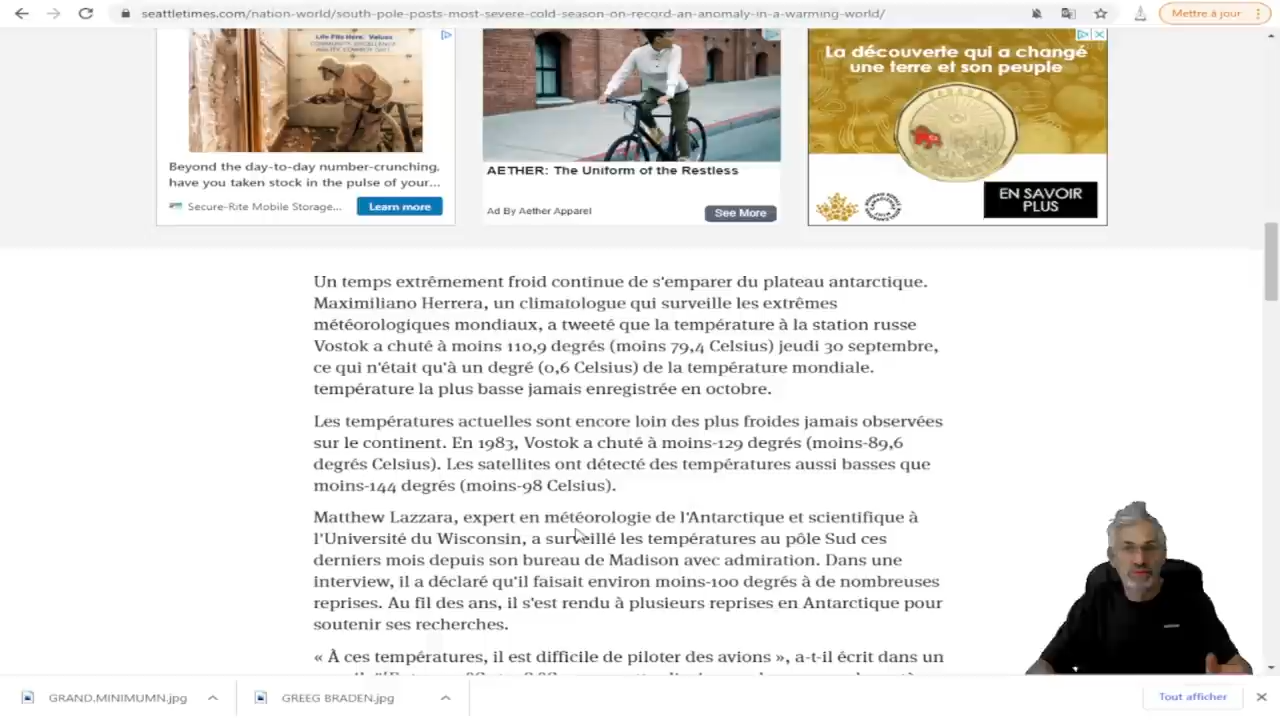 seattletimes.com/nation-world/south-pole-posts-most-severe-cold-season-on-record-an-anomaly-in-a-warming-world/
Mettre à jour
Life Fits Here. Values
La découverte qui a changé
une terre et son peuple
Beyond the day-to-day number-crunching,
have you taken stock in the pulse of your...
Secure-Rite Mobile Storage...
Learn more
AETHER: The Uniform of the Restless
Ad By Aether Apparel
See More
EN SAVOIR
PLUS
Un temps extrêmement froid continue de s'emparer du plateau antarctique.
Maximiliano Herrera, un climatologue qui surveille les extrêmes
météorologiques mondiaux, a tweeté que la température à la station russe
Vostok a chuté à moins 110,9 degrés (moins 79,4 Celsius) jeudi 30 septembre,
ce qui n'était qu'à un degré (0,6 Celsius) de la température mondiale.
température la plus basse jamais enregistrée en octobre.
Les températures actuelles sont encore loin des plus froides jamais observées
sur le continent. En 1983, Vostok a chuté à moins-129 degrés (moins-89,6
degrés Celsius). Les satellites ont détecté des températures aussi basses que
moins-144 degrés (moins-98 Celsius).
Matthew Lazzara, expert en météorologie de l'Antarctique et scientifique à
l'Université du Wisconsin, a surveillé les températures au pôle Sud ces
derniers mois depuis son bureau de Madison avec admiration. Dans une
interview, il a déclaré qu'il faisait environ moins-100 degrés à de nombreuses
reprises. Au fil des ans, il s'est rendu à plusieurs reprises en Antarctique pour
soutenir ses recherches.
« À ces températures, il est difficile de piloter des avions », a-t-il écrit dans un
GRAND.MINIMUMN.jpg
GREEG BRADEN.jpg
Tout afficher